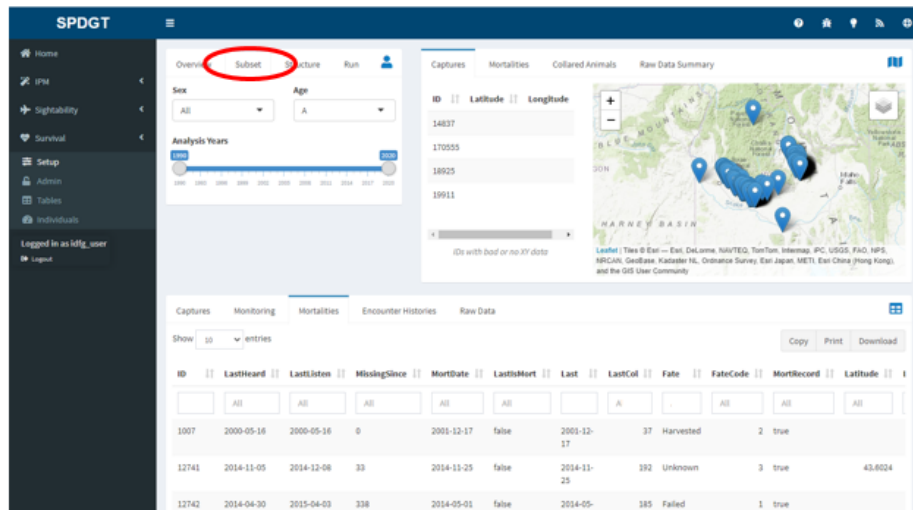 SPDGT
Home
IPM
Sightability
Survival
Setup
Admin
Tables
Individuals
Logged in as idfg_user
Logout
Overview Subset Structure Run
Sex Age
All A
Analysis Years
1990 2020
Captures Mortalities Collared Animals Raw Data Summary
ID Latitude Longitude
14837
170555
18925
19911
IDs with bad or no XY data
+
−
BLUE MOUNTAINS
HARNEY BASIN
Idaho
Falls
Leaflet | Tiles © Esri — Esri, DeLorme, NAVTEQ, TomTom, Intermap, iPC, USGS, FAO, NPS,
NRCAN, GeoBase, Kadaster NL, Ordnance Survey, Esri Japan, METI, Esri China (Hong Kong),
and the GIS User Community
Captures Monitoring Mortalities Encounter Histories Raw Data
Show 10 entries
Copy Print Download
ID LastHeard LastListen MissingSince MortDate LastIsMort Last LastCol Fate FateCode MortRecord Latitude
All All All All All A . All All All
1007 2000-05-16 2000-05-16 0 2001-12-17 false 2001-12- 37 Harvested 2 true
17
12741 2014-11-05 2014-12-08 33 2014-11-25 false 2014-11- 192 Unknown 3 true 43.6024
25
12742 2014-04-30 2015-04-03 338 2014-05-01 false 2014-05- 185 Failed 1 true